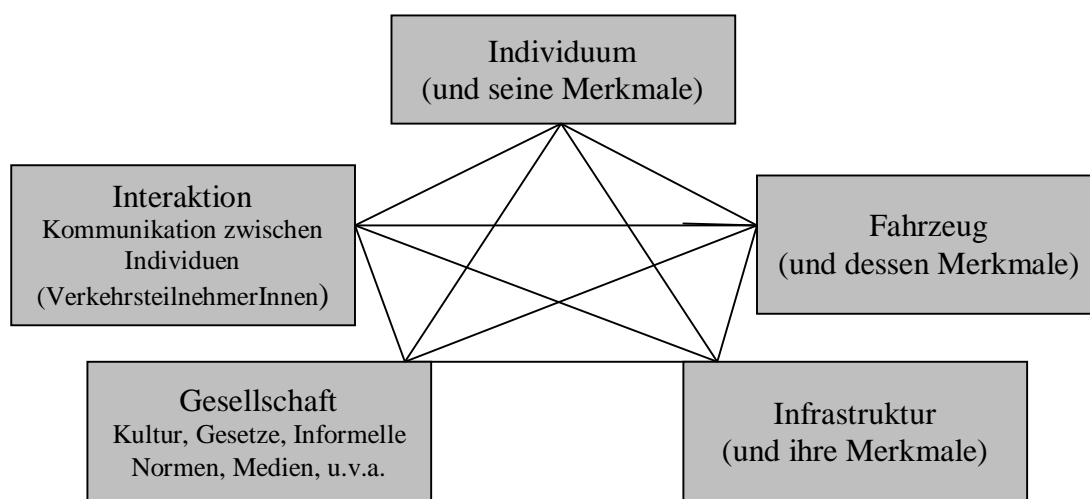 Individuum
(und seine Merkmale)
Interaktion
Kommunikation zwischen
Individuen
(VerkehrsteilnehmerInnen)
Fahrzeug
(und dessen Merkmale)
Gesellschaft
Kultur, Gesetze, Informelle
Normen, Medien, u.v.a.
Infrastruktur
(und ihre Merkmale)